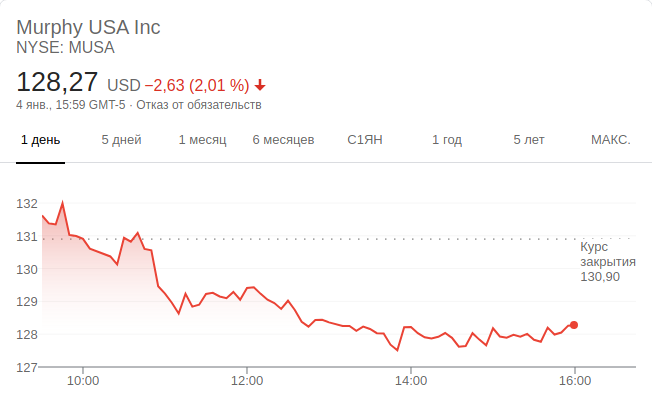 Murphy USA Inc
NYSE: MUSA
128,27 USD −2,63 (2,01 %)
4 янв., 15:59 GMT-5 · Отказ от обязательств
1 день 5 дней 1 месяц 6 месяцев С1ЯН 1 год 5 лет МАКС.
132
131
130
129
128
127
Курс
закрытия
130,90
10:00 12:00 14:00 16:00